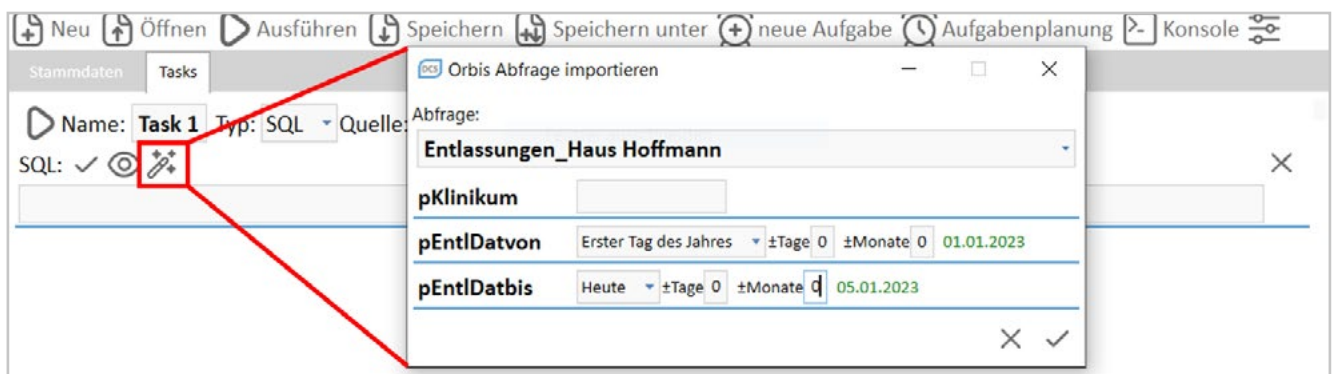 Neu Öffnen Ausführen Speichern Speichern unter neue Aufgabe Aufgabenplanung Konsole
Stammdaten Tasks
DCS Orbis Abfrage importieren
Name: Task 1 Typ: SQL Quelle:
Abfrage:
SQL:
Entlassungen_Haus Hoffmann
pKlinikum
pEntlDatvon Erster Tag des Jahres ±Tage 0 ±Monate 0 01.01.2023
pEntlDatbis Heute ±Tage 0 ±Monate 0 05.01.2023